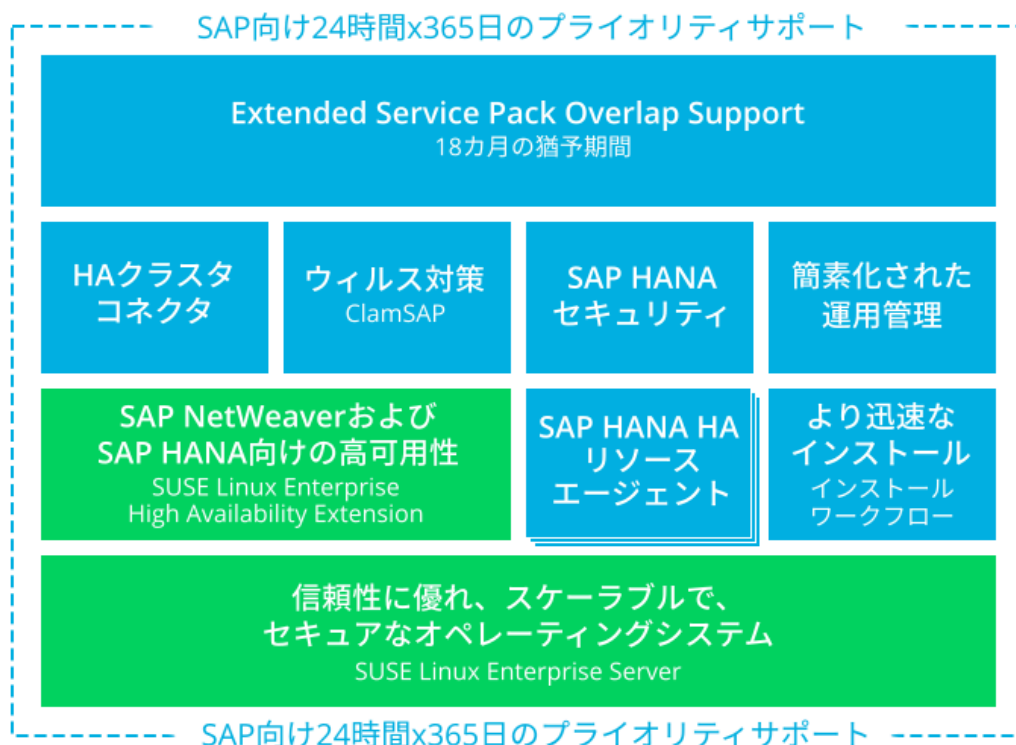 SAP向け24時間x365日のプライオリティサポート
Extended Service Pack Overlap Support
18カ月の猶予期間
HAクラスタ
コネクタ
ウィルス対策
ClamSAP
SAP HANA
セキュリティ
簡素化された
運用管理
SAP NetWeaverおよび
SAP HANA向けの高可用性
SUSE Linux Enterprise
High Availability Extension
SAP HANA HA
リソース
エージェント
より迅速な
インストール
インストール
ワークフロー
信頼性に優れ、スケーラブルで、
セキュアなオペレーティングシステム
SUSE Linux Enterprise Server
SAP向け24時間x365日のプライオリティサポート